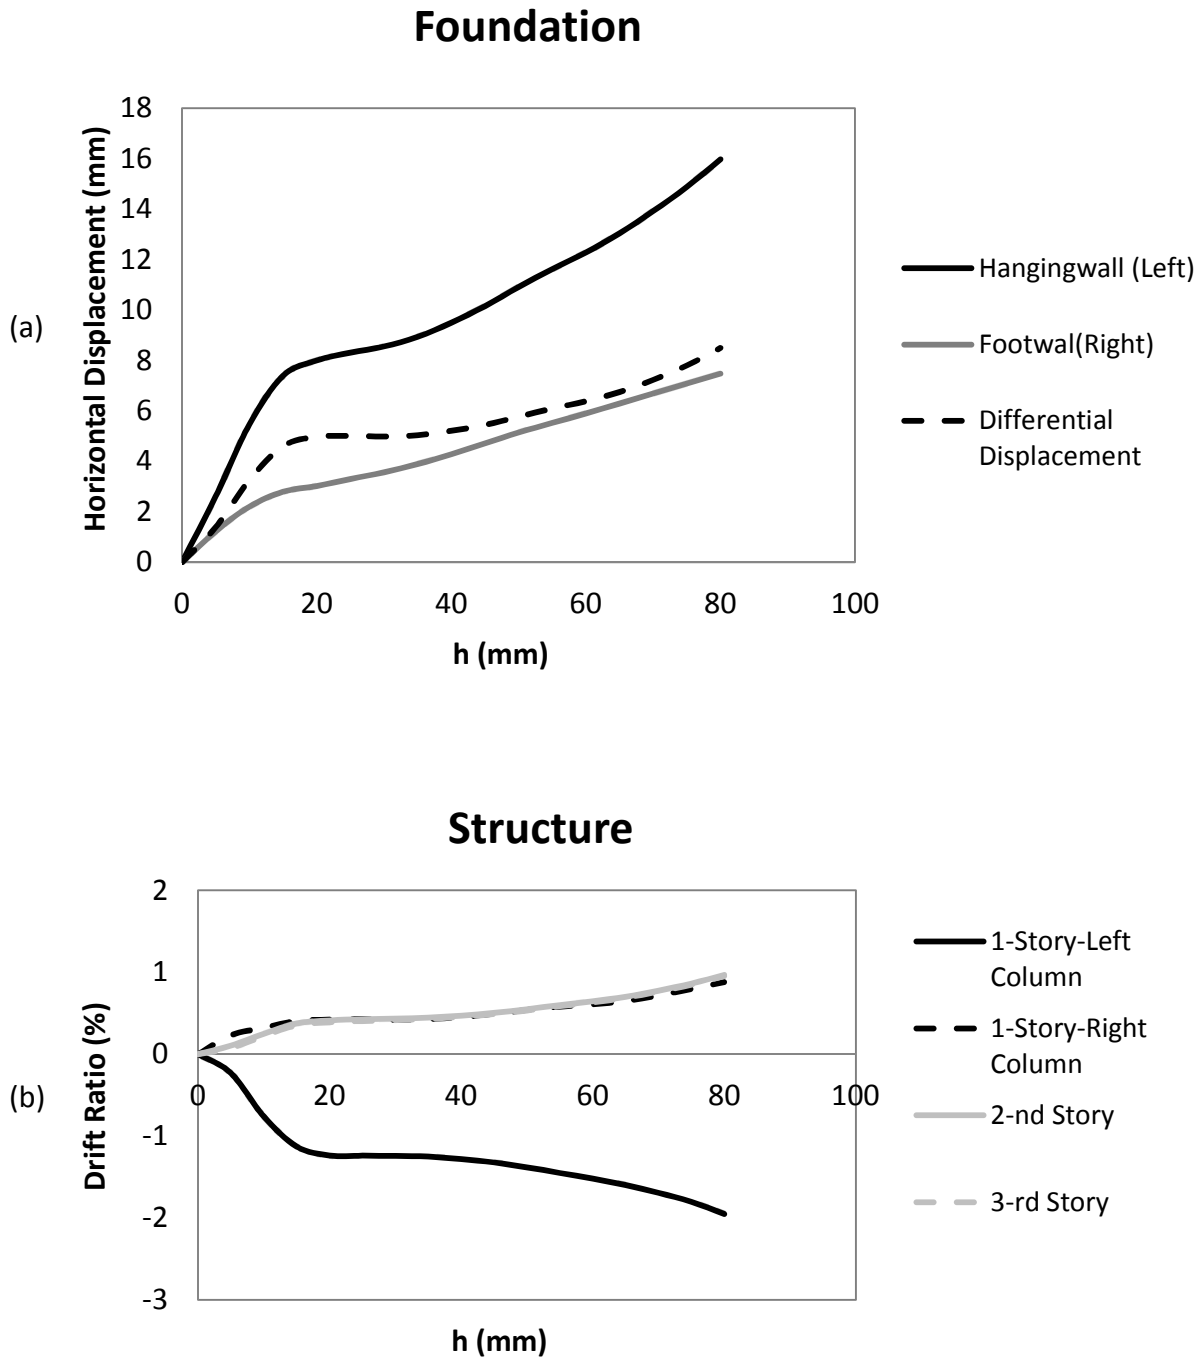 Foundation
18
16
14
12
10
8
6
4
2
0
Horizontal Displacement (mm)
(a)
0 20 40 60 80 100
h (mm)
Hangingwall (Left)
Footwal(Right)
Differential
Displacement
Structure
2
1
0
-1
-2
-3
Drift Ratio (%)
(b)
0 20 40 60 80 100
h (mm)
1-Story-Left
Column
1-Story-Right
Column
2-nd Story
3-rd Story